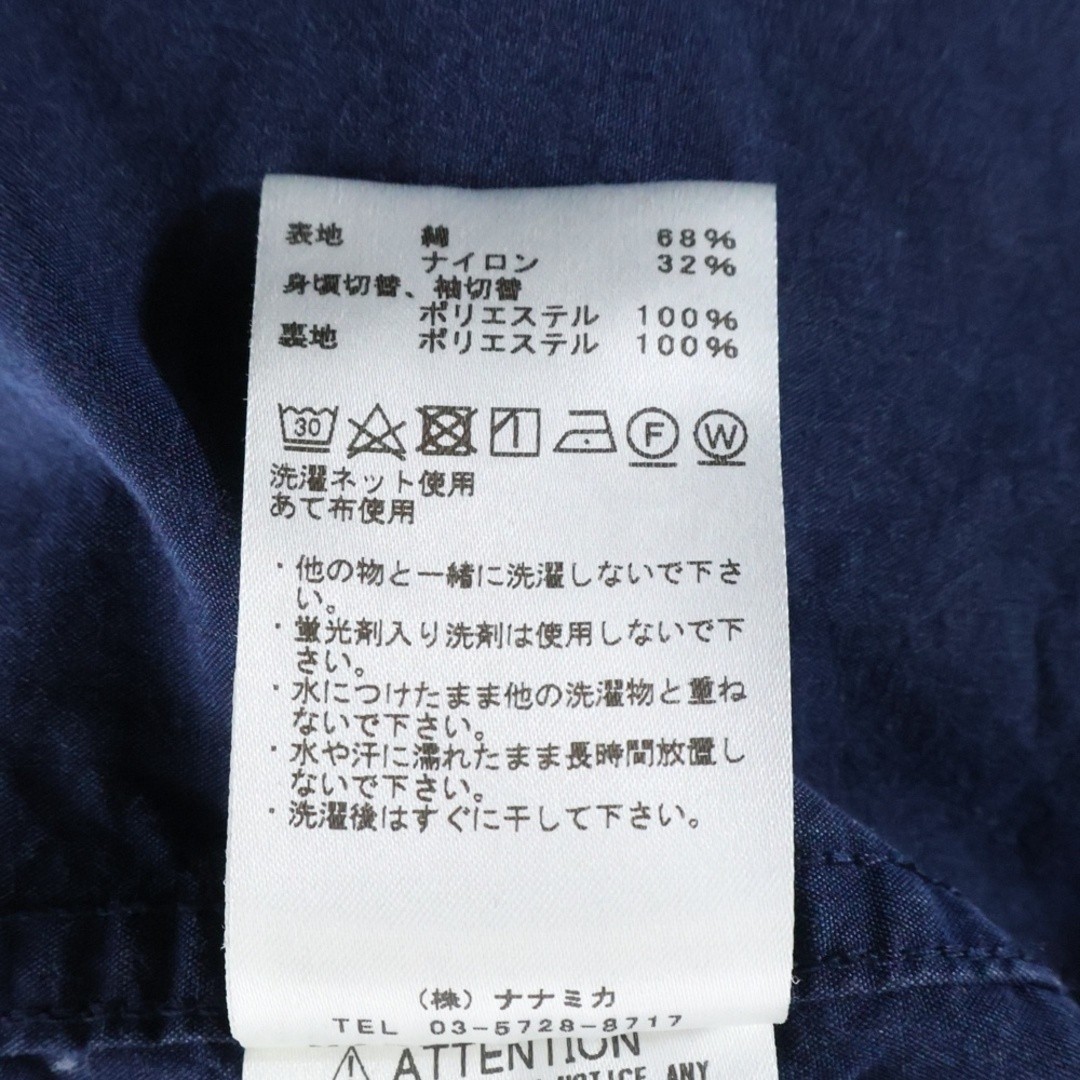 表地 綿 68%
ナイロン 32%
身頃切替、袖切替
ポリエステル 100%
裏地 ポリエステル 100%
30 F W
洗濯ネット使用
あて布使用
・他の物と一緒に洗濯しないで下さ
い。
・蛍光剤入り洗剤は使用しないで下
さい。
・水につけたまま他の洗濯物と重ね
ないで下さい。
・水や汗に濡れたまま長時間放置し
ないで下さい。
・洗濯後はすぐに干して下さい。
(株)ナナミカ
TEL 03-5728-8717
ATTENTION
NOTICE ANY